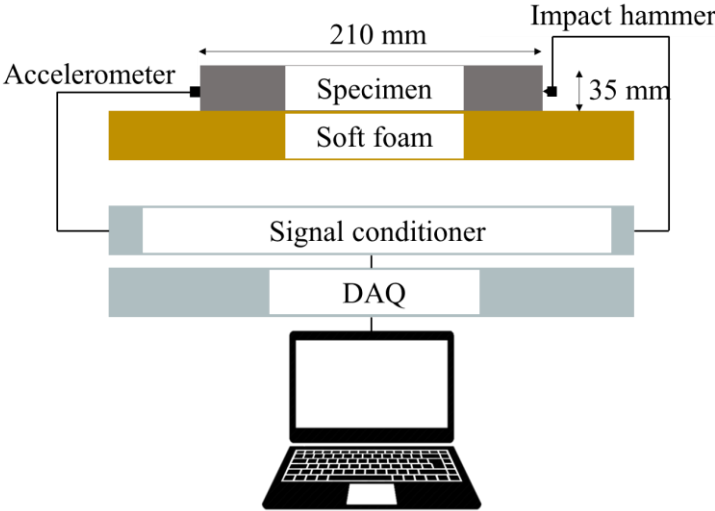 210 mm
Impact hammer
Accelerometer
Specimen
35 mm
Soft foam
Signal conditioner
DAQ